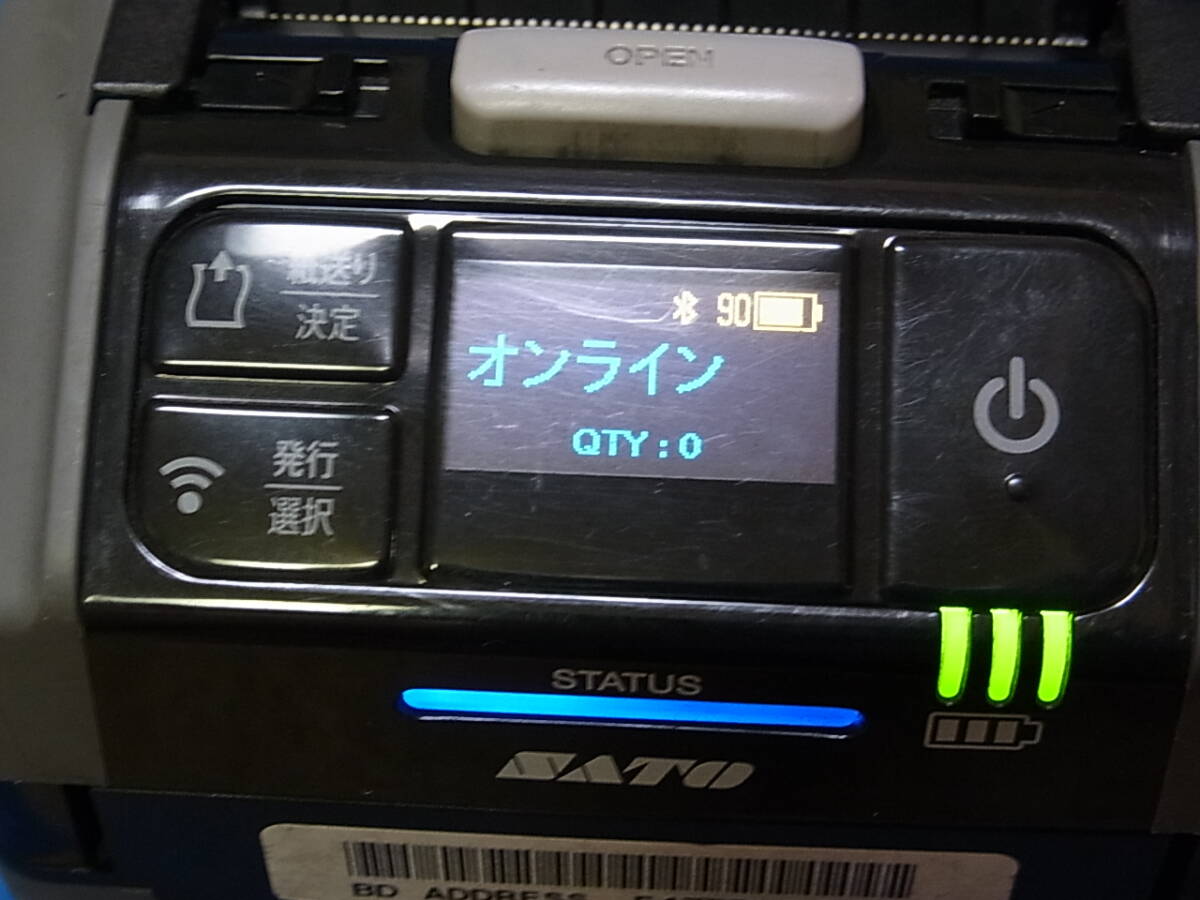 OPEN
紙送り
決定
90
オンライン
QTY : 0
発行
選択
STATUS
SATO
BD ADDRESS